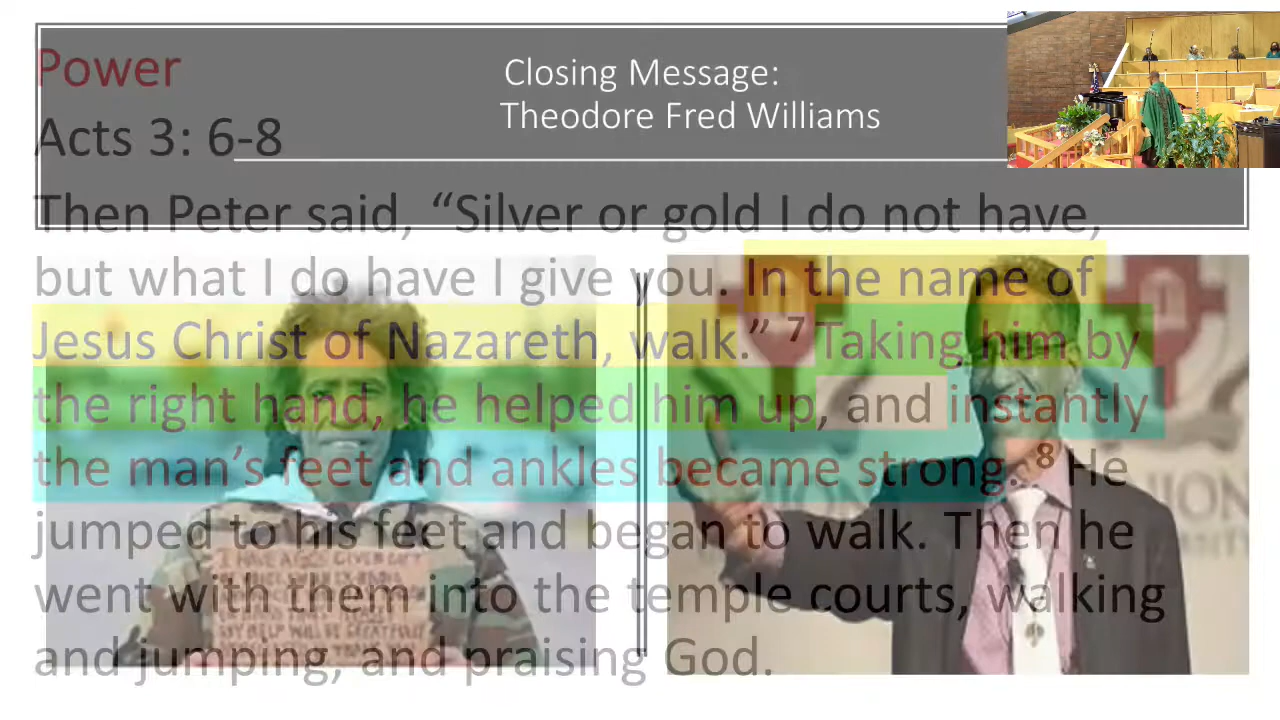 Power
Closing Message:
Theodore Fred Williams
Acts 3: 6-8
Then Peter said, “Silver or gold I do not have,
but what I do have I give you. In the name of
Jesus Christ of Nazareth, walk.” 7 Taking him by
the right hand, he helped him up, and instantly
the man’s feet and ankles became strong. 8 He
jumped to his feet and began to walk. Then he
went with them into the temple courts, walking
and jumping, and praising God.
I HAVE A GOD GIVEN GIFT